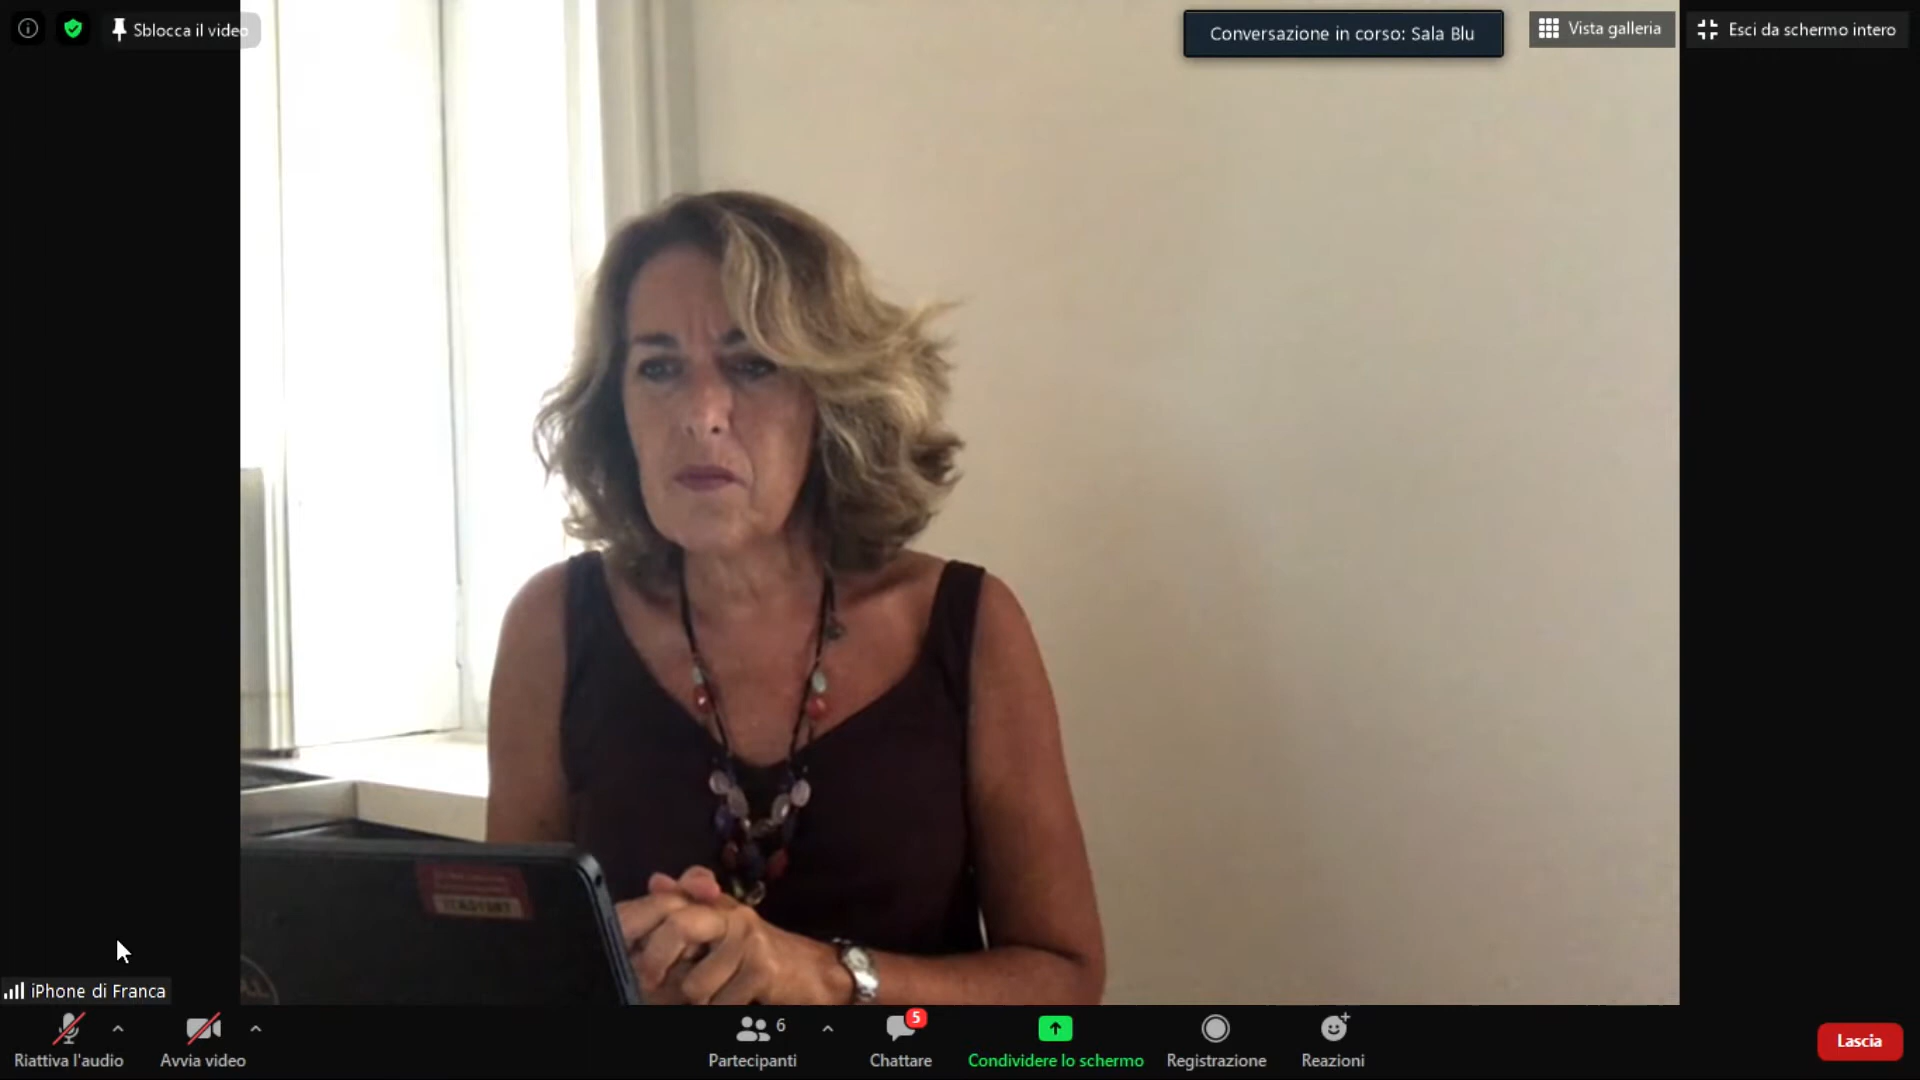 Sblocca il video
Conversazione in corso: Sala Blu
Vista galleria
Esci da schermo intero
iPhone di Franca
Riattiva l'audio
Avvia video
6
Partecipanti
5
Chattare
Condividere lo schermo
Registrazione
Reazioni
Lascia